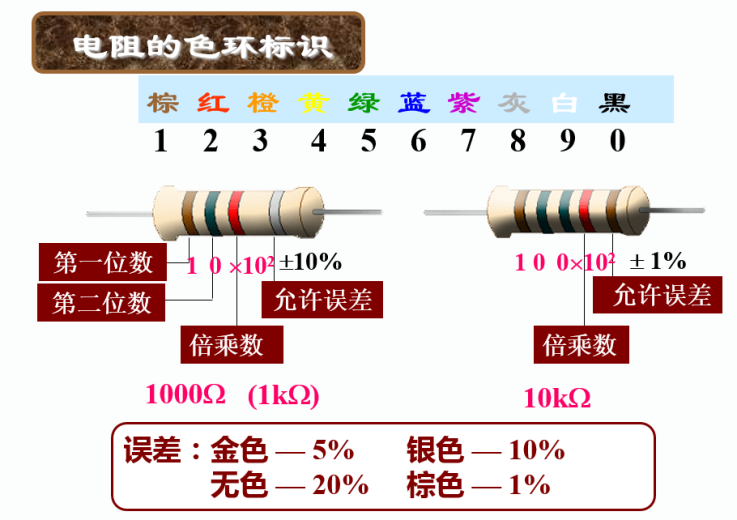 电阻的色环标识
棕 红 橙 黄 绿 蓝 紫 灰 白 黑
1 2 3 4 5 6 7 8 9 0
第一位数 1 0 ×10² ±10%
1 0 0×10² ± 1%
第二位数 允许误差
允许误差
倍乘数
倍乘数
1000Ω (1kΩ)
10kΩ
误差：金色 — 5% 银色 — 10%
无色 — 20% 棕色 — 1%